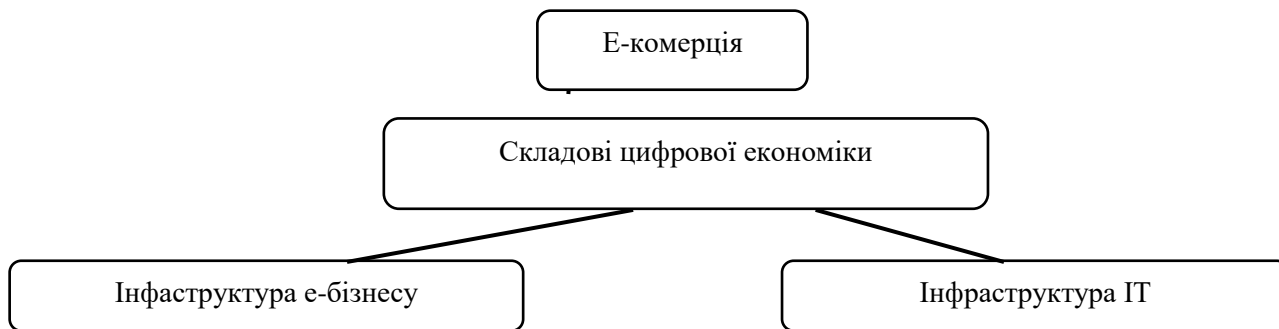 Е-комерція
Складові цифрової економіки
Інфаструктура е-бізнесу
Інфраструктура ІТ